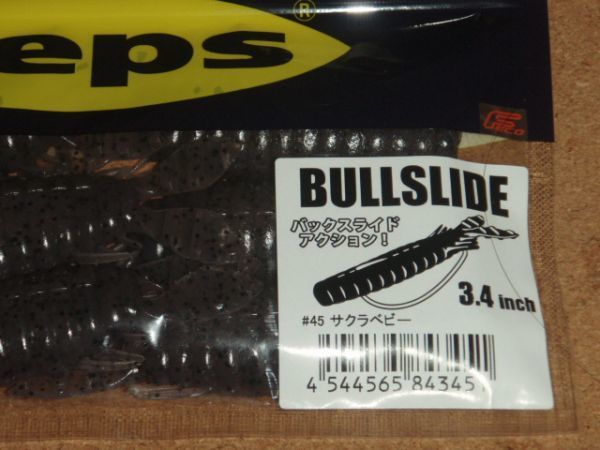 eps
®
BULLSLIDE
バックスライド
アクション!
3.4 inch
#45 サクラベビー
4 544565 84345